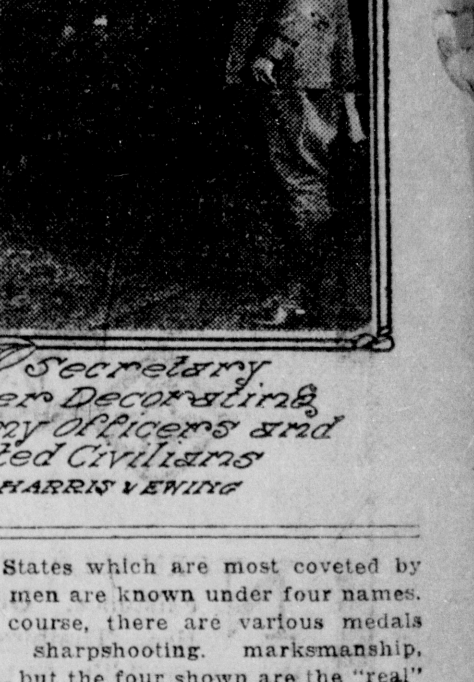 Secretary
er Decorating
my Officers and
ted Civilians
HARRIS & EWING
States which are most coveted by
men are known under four names.
course, there are various medals
sharpshooting, marksmanship,
but the four shown are the "real"